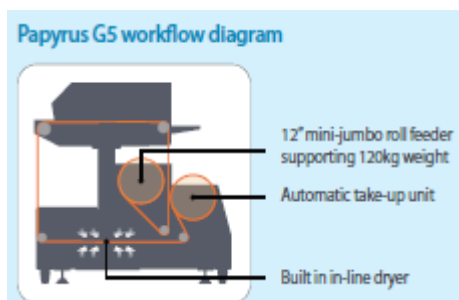 Papyrus G5 workflow diagram
12" mini-jumbo roll feeder
supporting 120kg weight
Automatic take-up unit
Built in in-line dryer